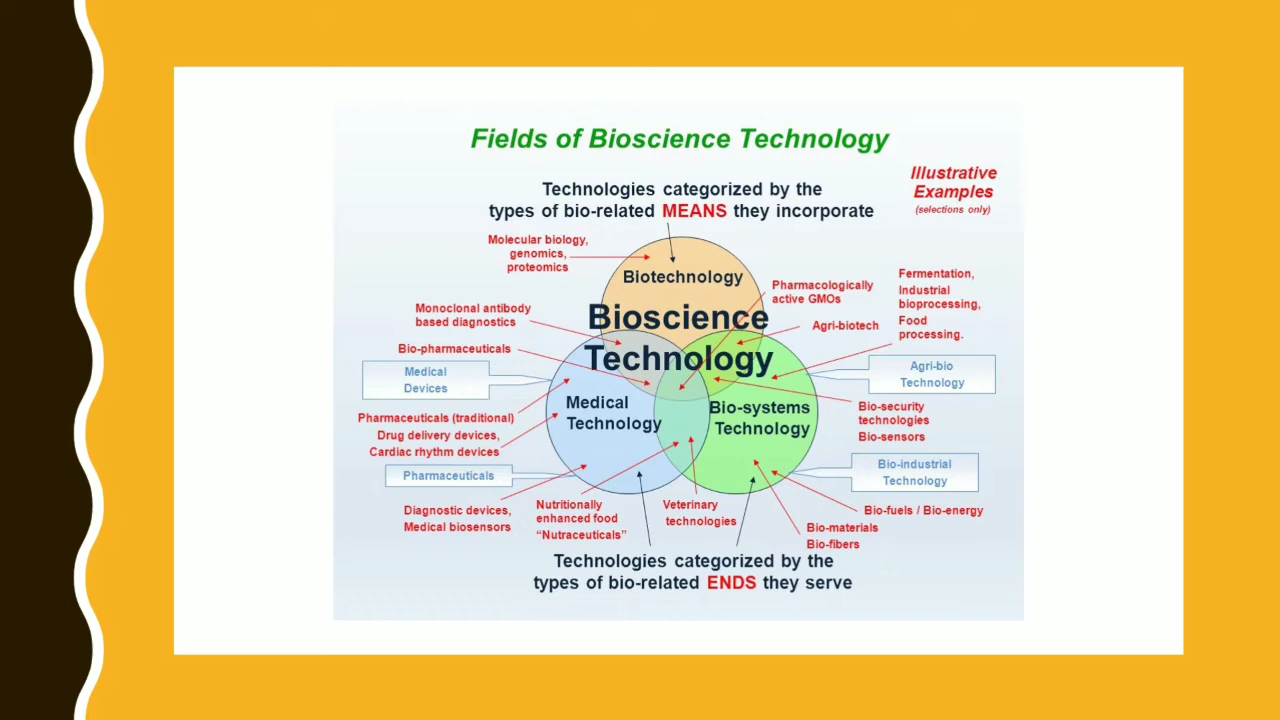 Fields of Bioscience Technology
Illustrative
Examples
(selections only)
Technologies categorized by the
types of bio-related MEANS they incorporate
Molecular biology,
genomics,
proteomics
Biotechnology
Bioscience
Technology
Pharmacologically
active GMOs
Fermentation,
Industrial
bioprocessing,
Food
processing.
Monoclonal antibody
based diagnostics
Agri-biotech
Bio-pharmaceuticals
Medical
Devices
Agri-bio
Technology
Medical
Technology
Bio-systems
Technology
Pharmaceuticals (traditional)
Drug delivery devices,
Cardiac rhythm devices
Bio-security
technologies
Bio-sensors
Pharmaceuticals
Bio-industrial
Technology
Diagnostic devices,
Medical biosensors
Nutritionally
enhanced food
“Nutraceuticals”
Veterinary
technologies
Bio-fuels / Bio-energy
Bio-materials
Bio-fibers
Technologies categorized by the
types of bio-related ENDS they serve